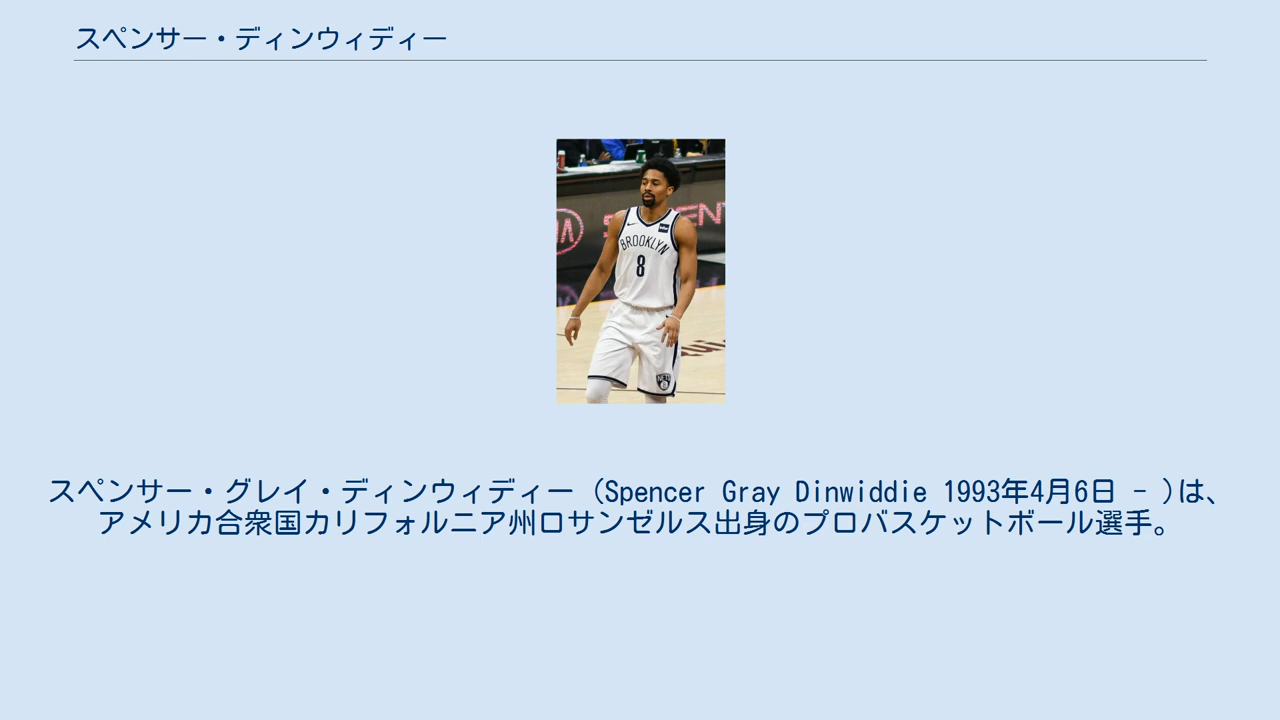 スペンサー・ディンウィディー
BROOKLYN
8
スペンサー・グレイ・ディンウィディー (Spencer Gray Dinwiddie 1993年4月6日 - )は、
アメリカ合衆国カリフォルニア州ロサンゼルス出身のプロバスケットボール選手。